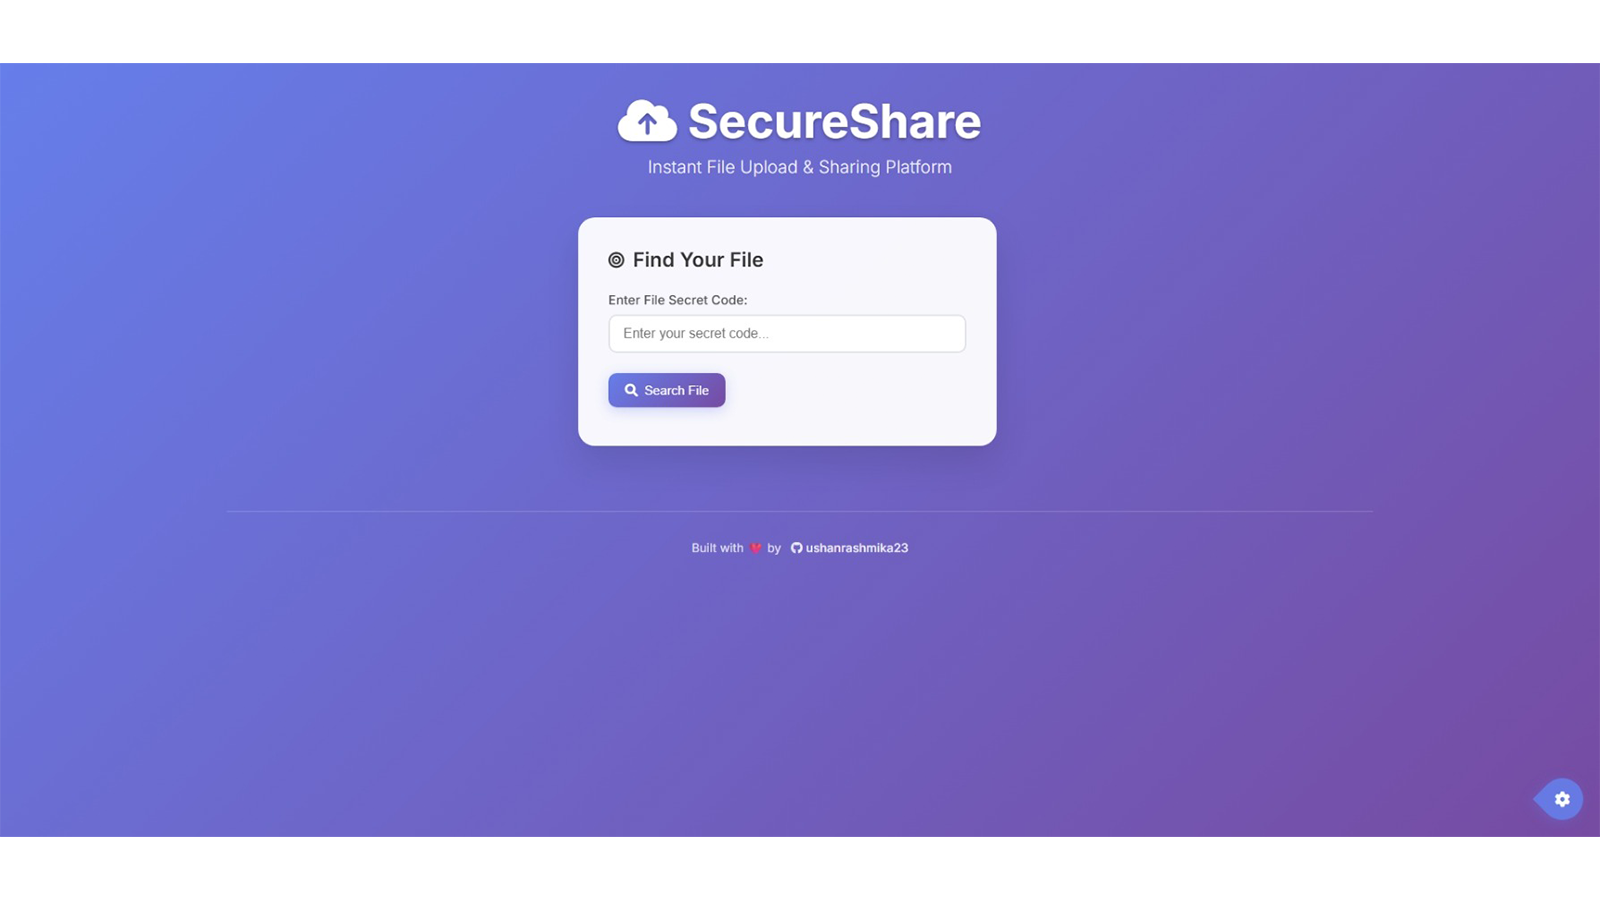 SecureShare
Instant File Upload & Sharing Platform
Find Your File
Enter File Secret Code:
Enter your secret code...
Search File
Built with ❤️ by ushanrashmika23